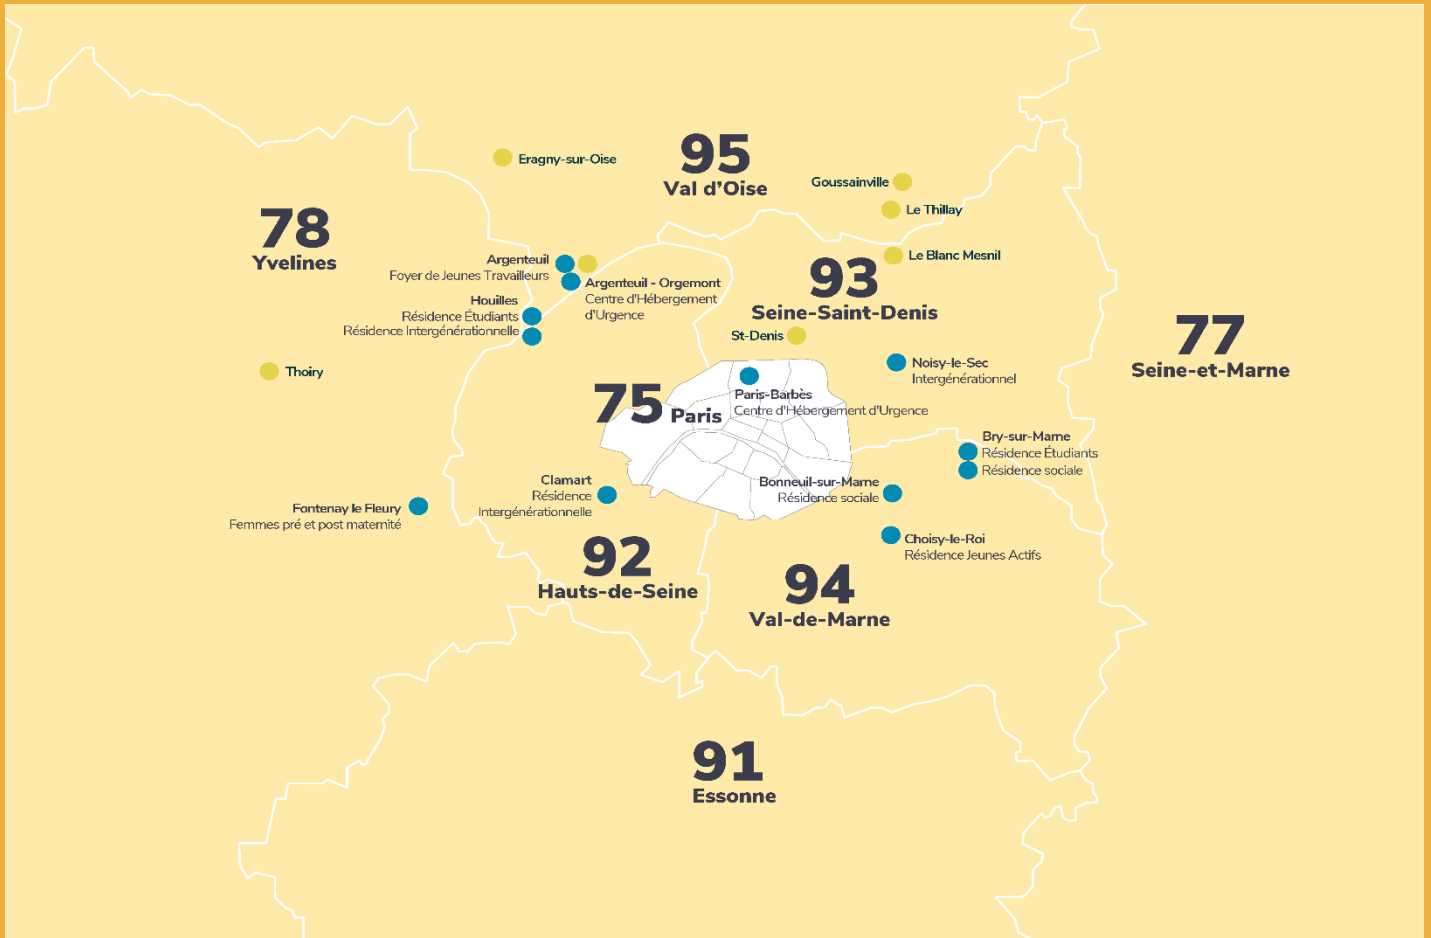 95
Val d'Oise
Eragny-sur-Oise
Goussainville
Le Thillay
78
Yvelines
Argenteuil
Foyer de Jeunes Travailleurs
Argenteuil - Orgemont
Centre d'Hébergement
d'Urgence
Houilles
Résidence Étudiants
Résidence Intergénérationnelle
Le Blanc Mesnil
93
Seine-Saint-Denis
St-Denis
77
Seine-et-Marne
Thoiry
Noisy-le-Sec
Intergénérationnel
75 Paris
Paris-Barbès
Centre d'Hébergement d'Urgence
Bry-sur-Marne
Résidence Étudiants
Résidence sociale
Clamart
Résidence
Intergénérationnelle
Bonneuil-sur-Marne
Résidence sociale
Fontenay le Fleury
Femmes pré et post maternité
Choisy-le-Roi
Résidence Jeunes Actifs
92
Hauts-de-Seine
94
Val-de-Marne
91
Essonne